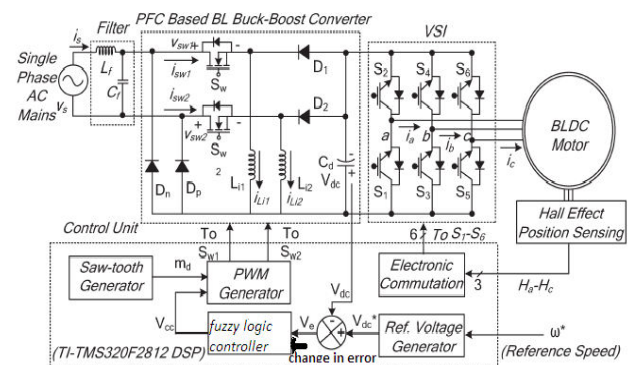 PFC Based BL Buck-Boost Converter
Filter
VSI
is
Lf
Cf
vs
Single
Phase
AC
Mains
vsw1+
-
isw1
Sw
D1
isw2
+
-
vsw2
Sw
2
D2
Dn
Dp
Li1
iLi1
Li2
iLi2
Cd
Vdc
-
+
S2
S4
S6
a
ia
b
ib
c
ic
S1
S3
S5
BLDC
Motor
Hall Effect
Position Sensing
Ha-Hc
Control Unit
To
Sw1
To
Sw2
6
To S1-S6
Saw-tooth
Generator
md
PWM
Generator
Vdc
Electronic
Commutation
3
Vcc
fuzzy logic
controller
Ve
-
+
Vdc*
Ref. Voltage
Generator
ω*
(Reference Speed)
(TI-TMS320F2812 DSP)
change in error